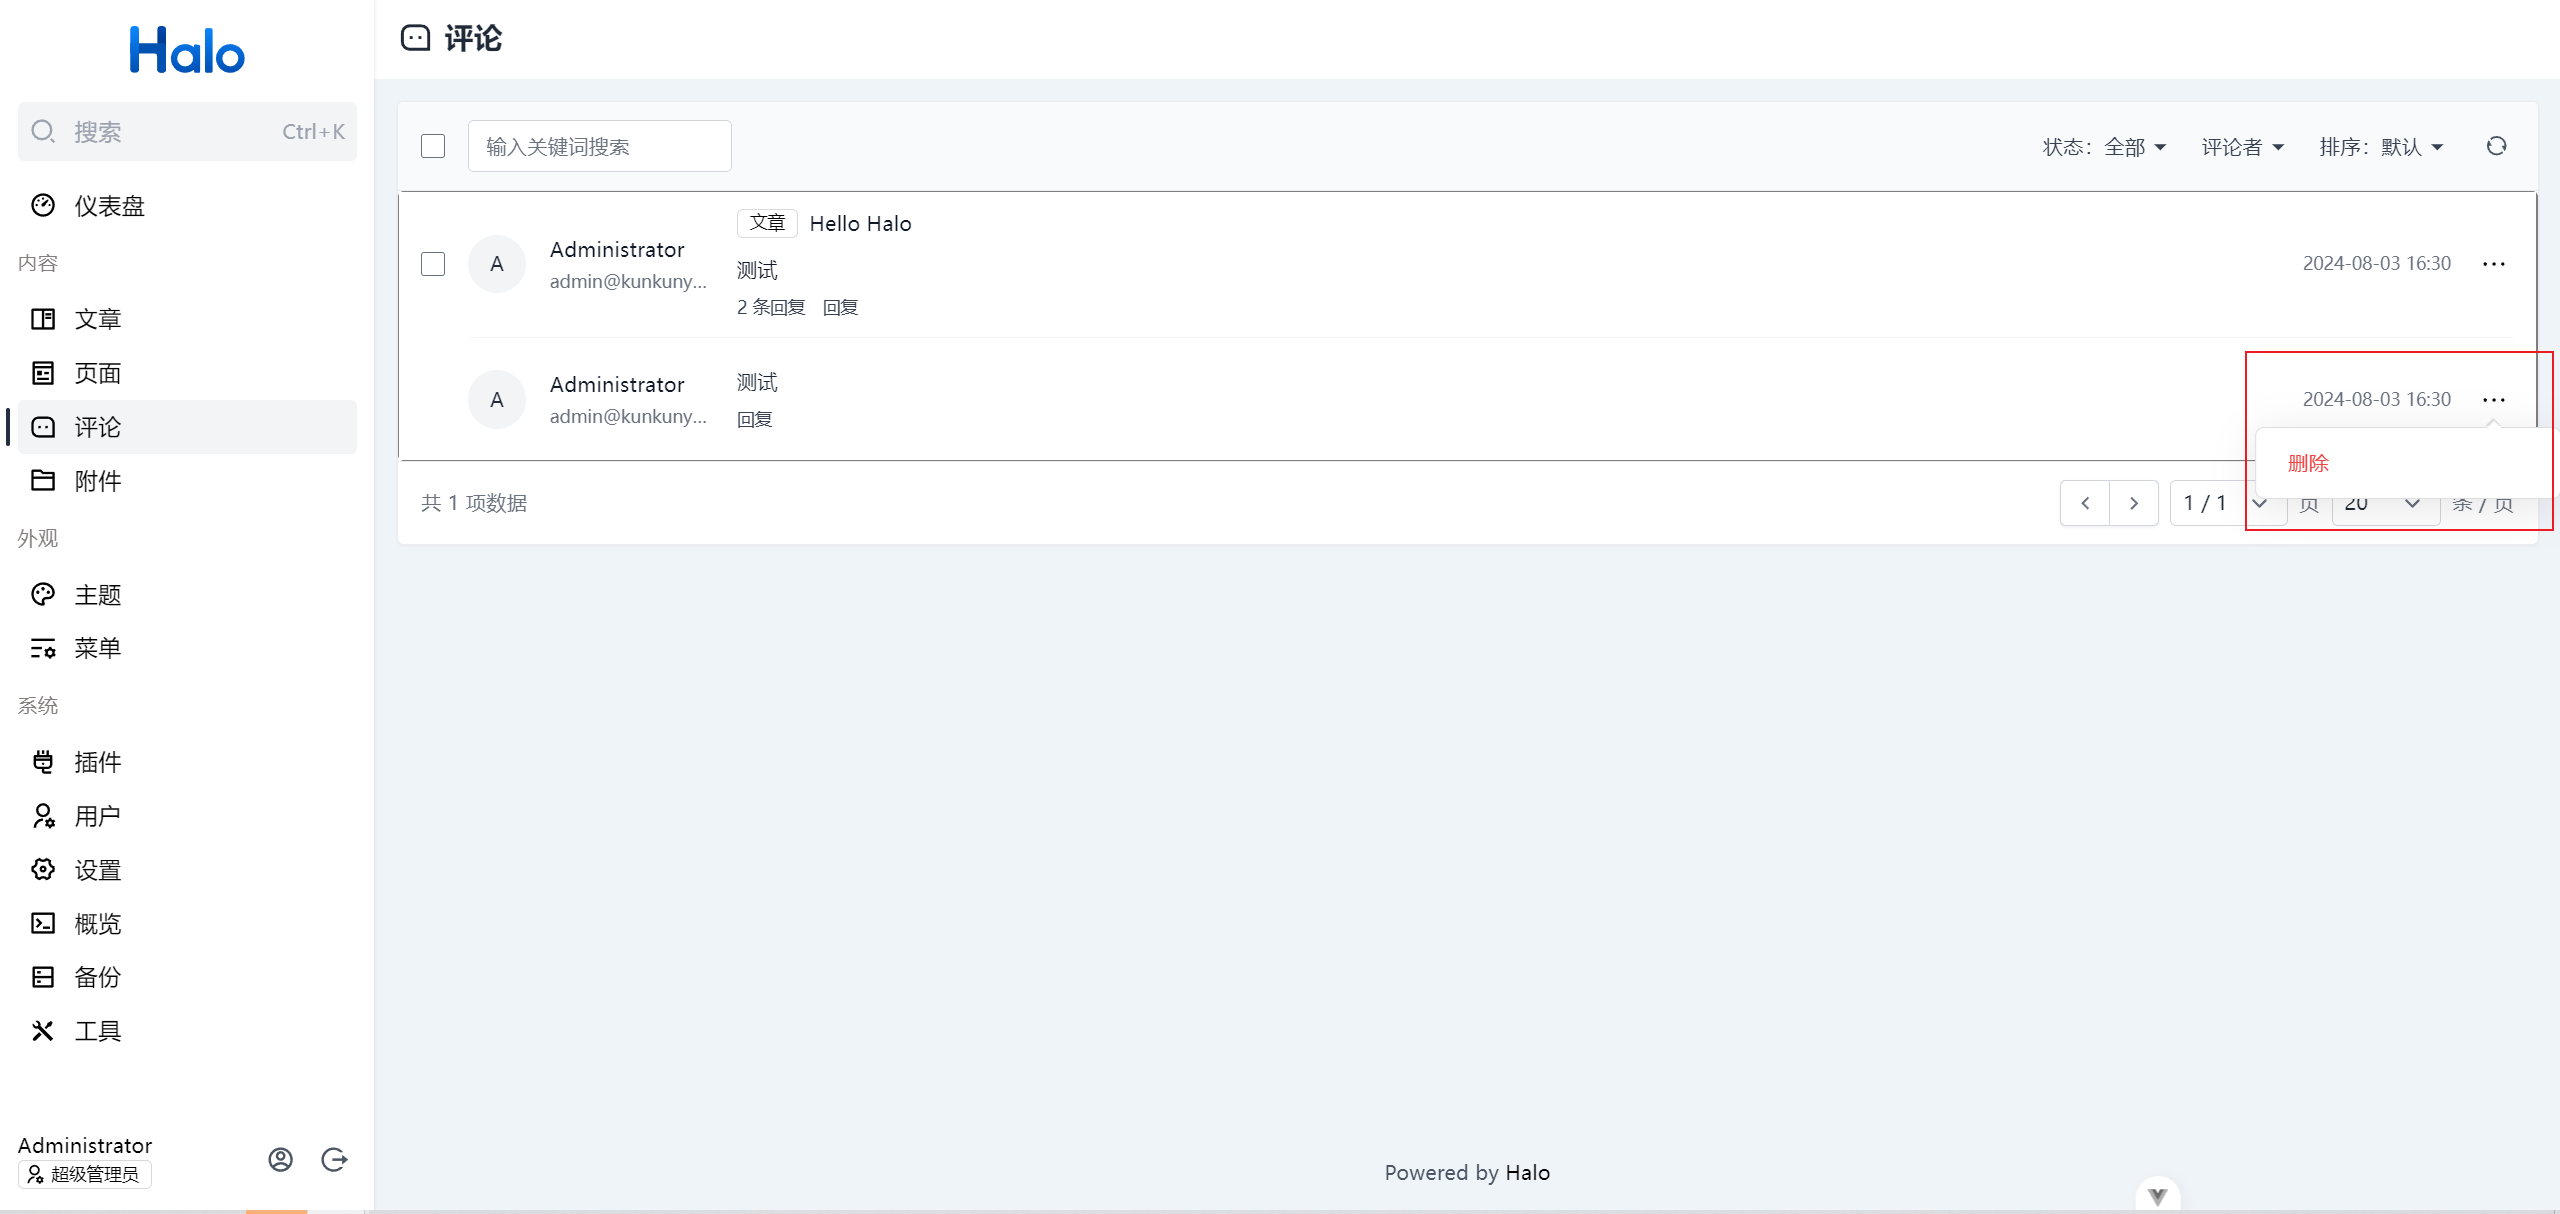 Halo
搜索 Ctrl+K
仪表盘
内容
文章
页面
评论
附件
外观
主题
菜单
系统
插件
用户
设置
概览
备份
工具
Administrator
超级管理员
评论
输入关键词搜索 状态：全部 评论者 排序：默认
A Administrator
admin@kunkuny...
文章 Hello Halo
测试
2 条回复 回复
2024-08-03 16:30
A Administrator
admin@kunkuny...
测试
回复
2024-08-03 16:30
删除
共 1 项数据 1 / 1 页 20 条 / 页
Powered by Halo